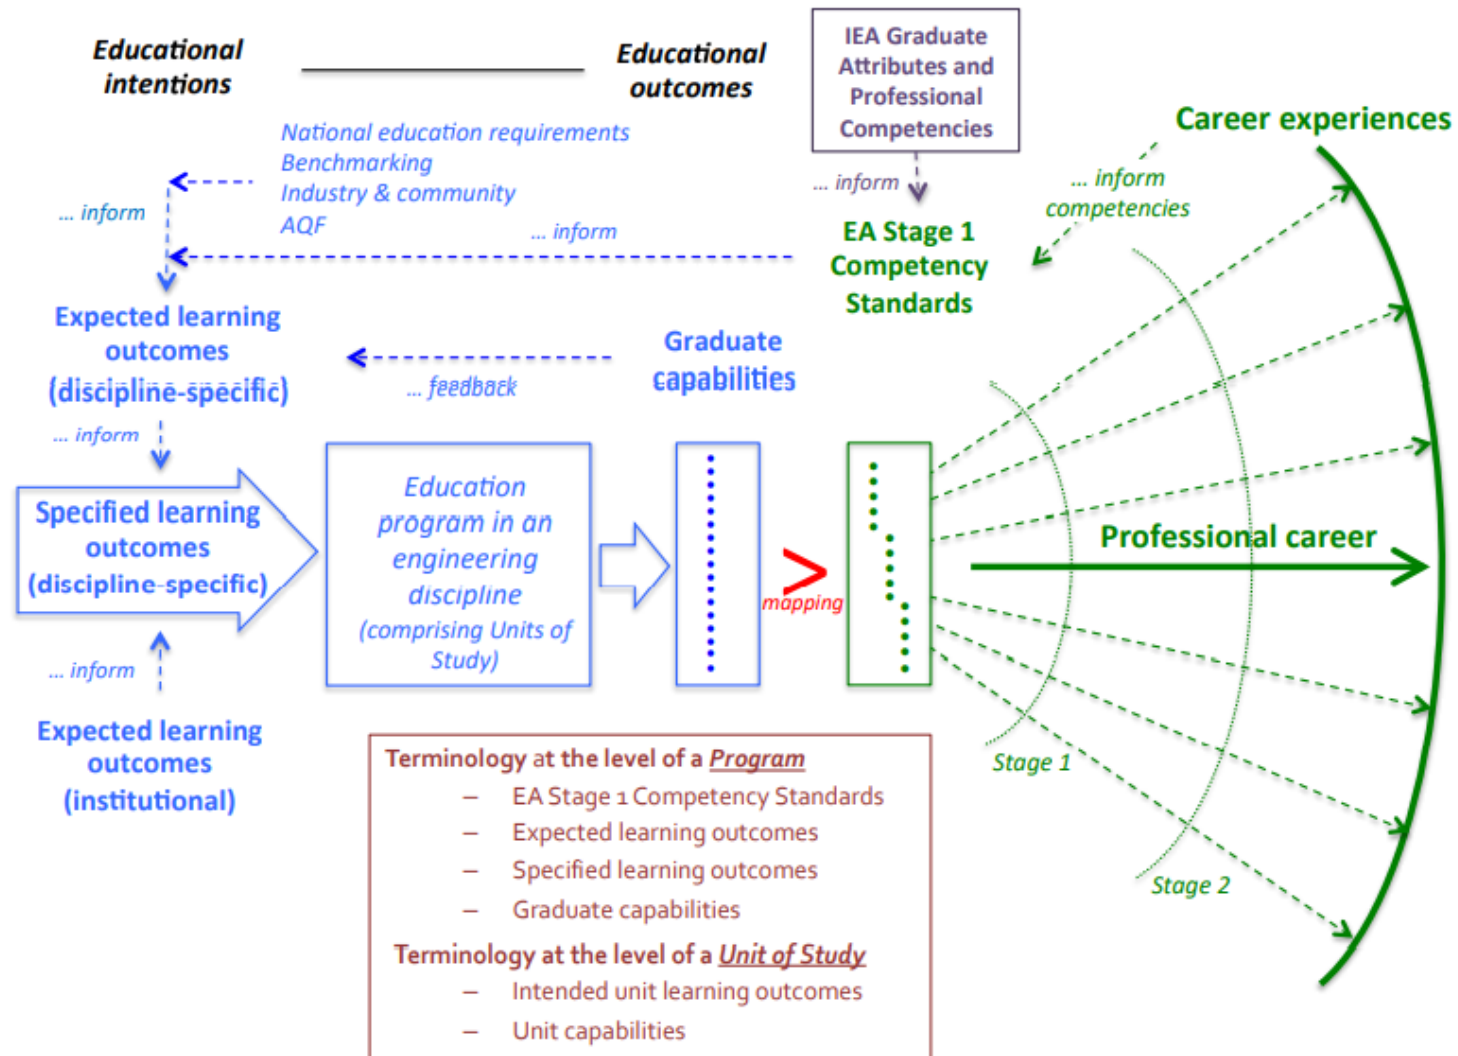 Educational
intentions
Educational
outcomes
IEA Graduate
Attributes and
Professional
Competencies
Career experiences
National education requirements
Benchmarking
Industry & community
AQF
... inform
... inform
... inform
... inform
competencies
EA Stage 1
Competency
Standards
Expected learning
outcomes
(discipline-specific)
... feedback
Graduate
capabilities
... inform
Specified learning
outcomes
(discipline-specific)
Education
program in an
engineering
discipline
(comprising Units of
Study)
>
mapping
Professional career
... inform
Expected learning
outcomes
(institutional)
Stage 1
Stage 2
Terminology at the level of a Program
– EA Stage 1 Competency Standards
– Expected learning outcomes
– Specified learning outcomes
– Graduate capabilities
Terminology at the level of a Unit of Study
– Intended unit learning outcomes
– Unit capabilities